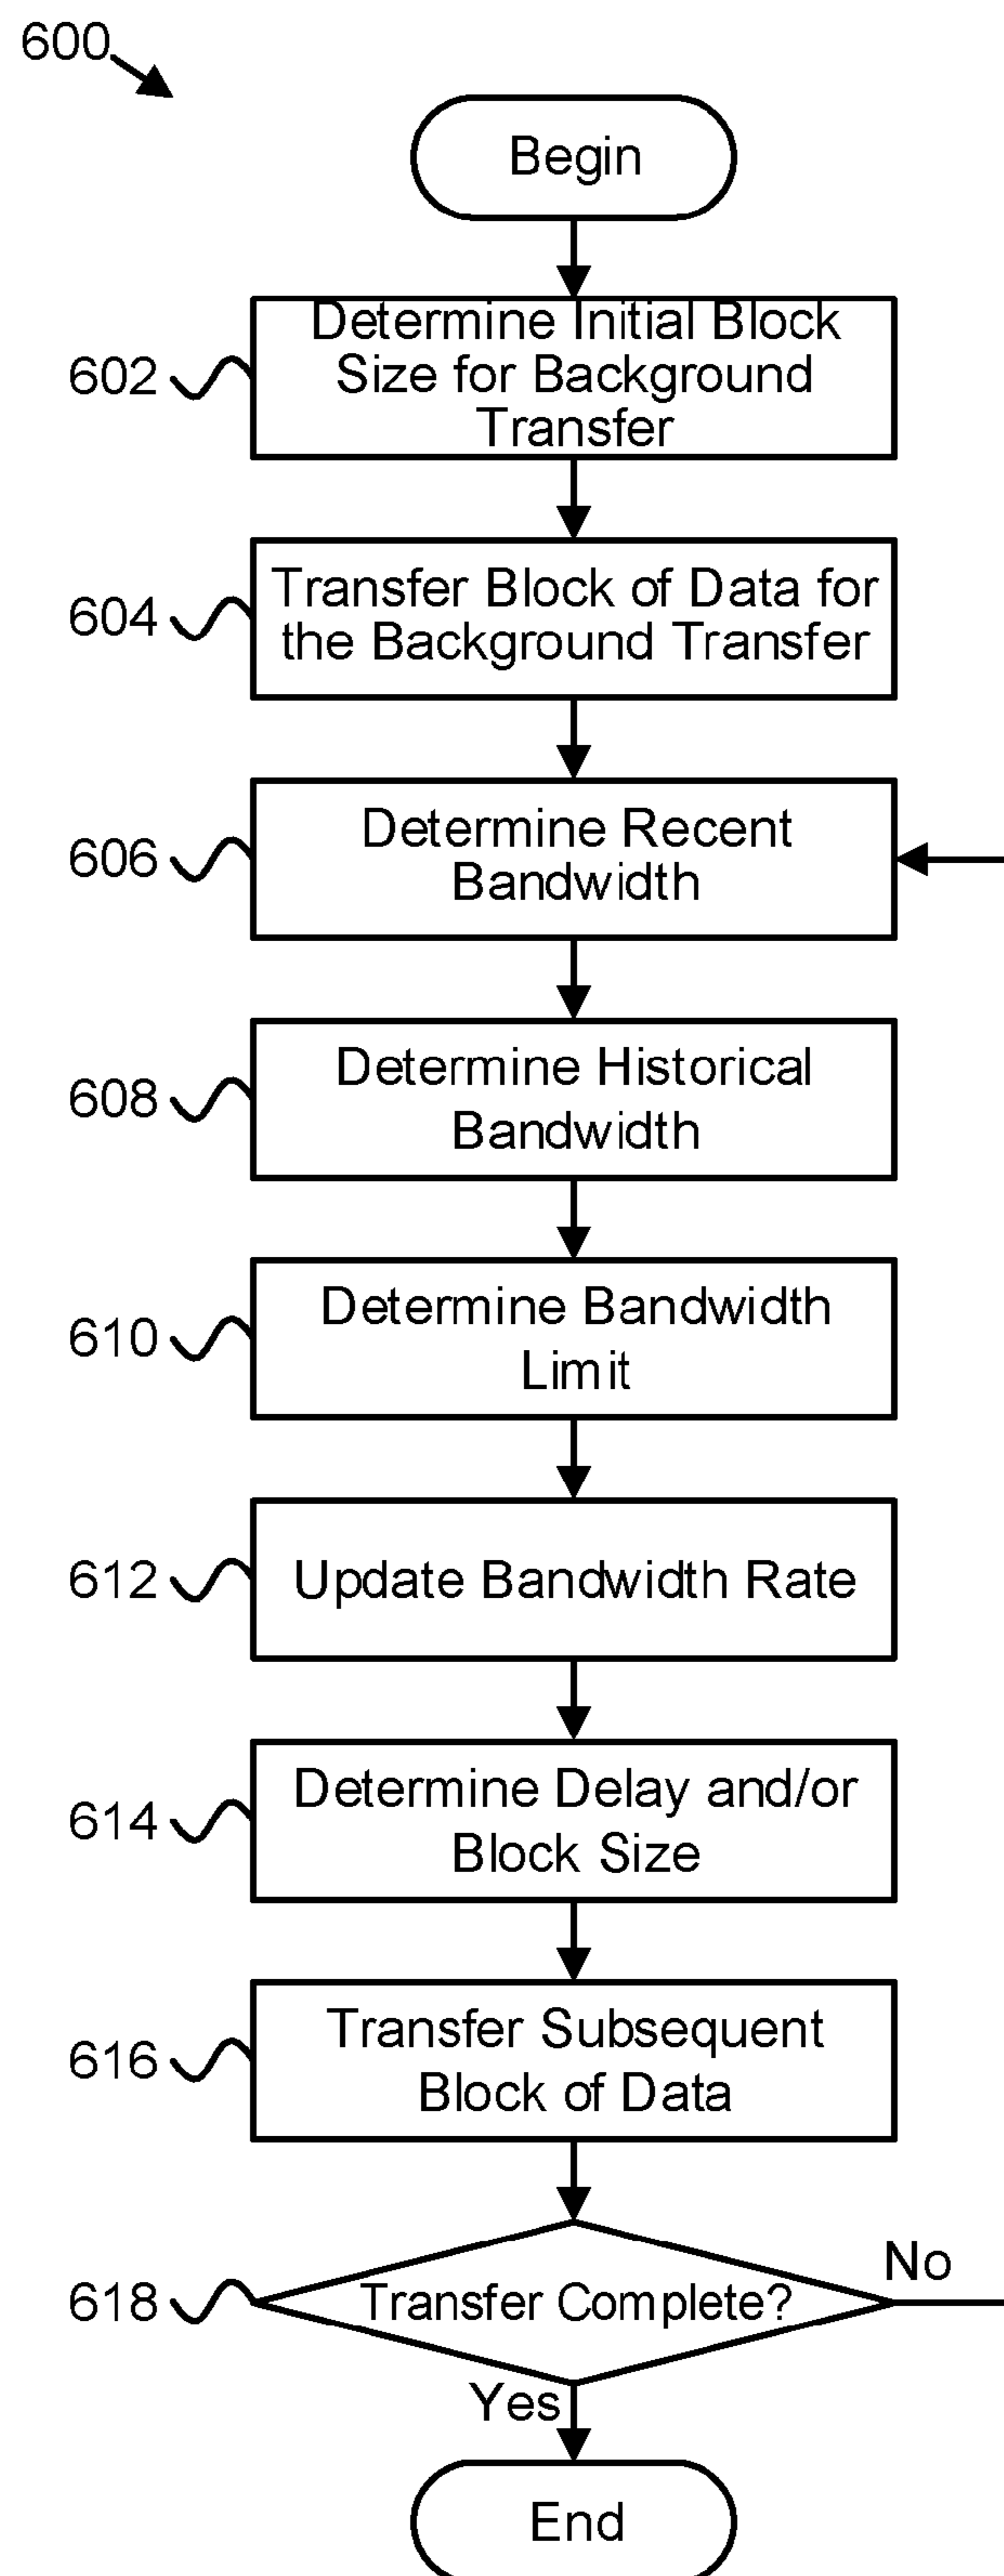 600
Begin
602
Determine Initial Block
Size for Background
Transfer
604
Transfer Block of Data for
the Background Transfer
606
Determine Recent
Bandwidth
608
Determine Historical
Bandwidth
610
Determine Bandwidth
Limit
612
Update Bandwidth Rate
614
Determine Delay and/or
Block Size
616
Transfer Subsequent
Block of Data
618
Transfer Complete?
No
Yes
End